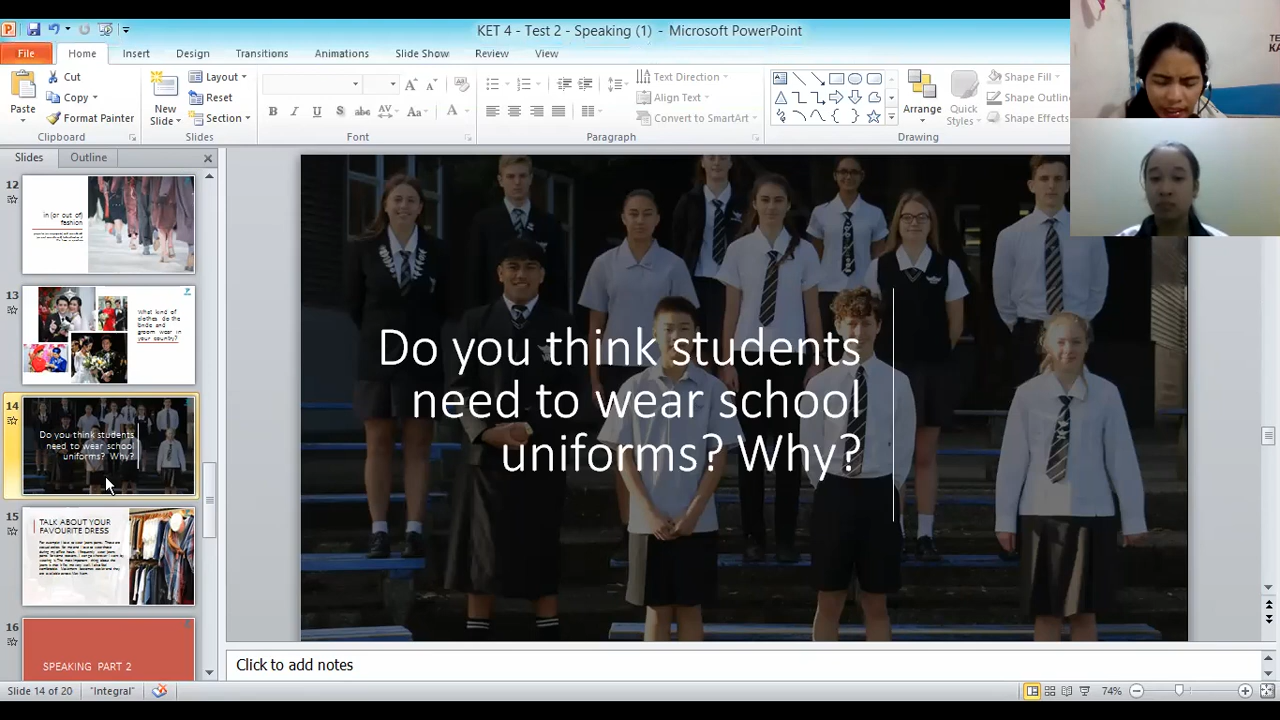 KET 4 - Test 2 - Speaking (1) - Microsoft PowerPoint
File Home Insert Design Transitions Animations Slide Show Review View
Paste
Cut
Copy
Format Painter
Clipboard
New Slide
Layout
Reset
Section
Slides
B I U S abc AV Aa A
Font
Text Direction
Align Text
Convert to SmartArt
Paragraph
Arrange
Quick Styles
Shape Fill
Shape Outlin
Shape Effects
Drawing
Slides Outline
12
in (or out of)
fashion
13
What kind of
clothes do the
bride and
groom wear in
your country?
14
Do you think students
need to wear school
uniforms? Why?
15
TALK ABOUT YOUR
FAVOURITE DRESS
16
SPEAKING PART 2
Do you think students
need to wear school
uniforms? Why?
Click to add notes
Slide 14 of 20 "Integral" 74%